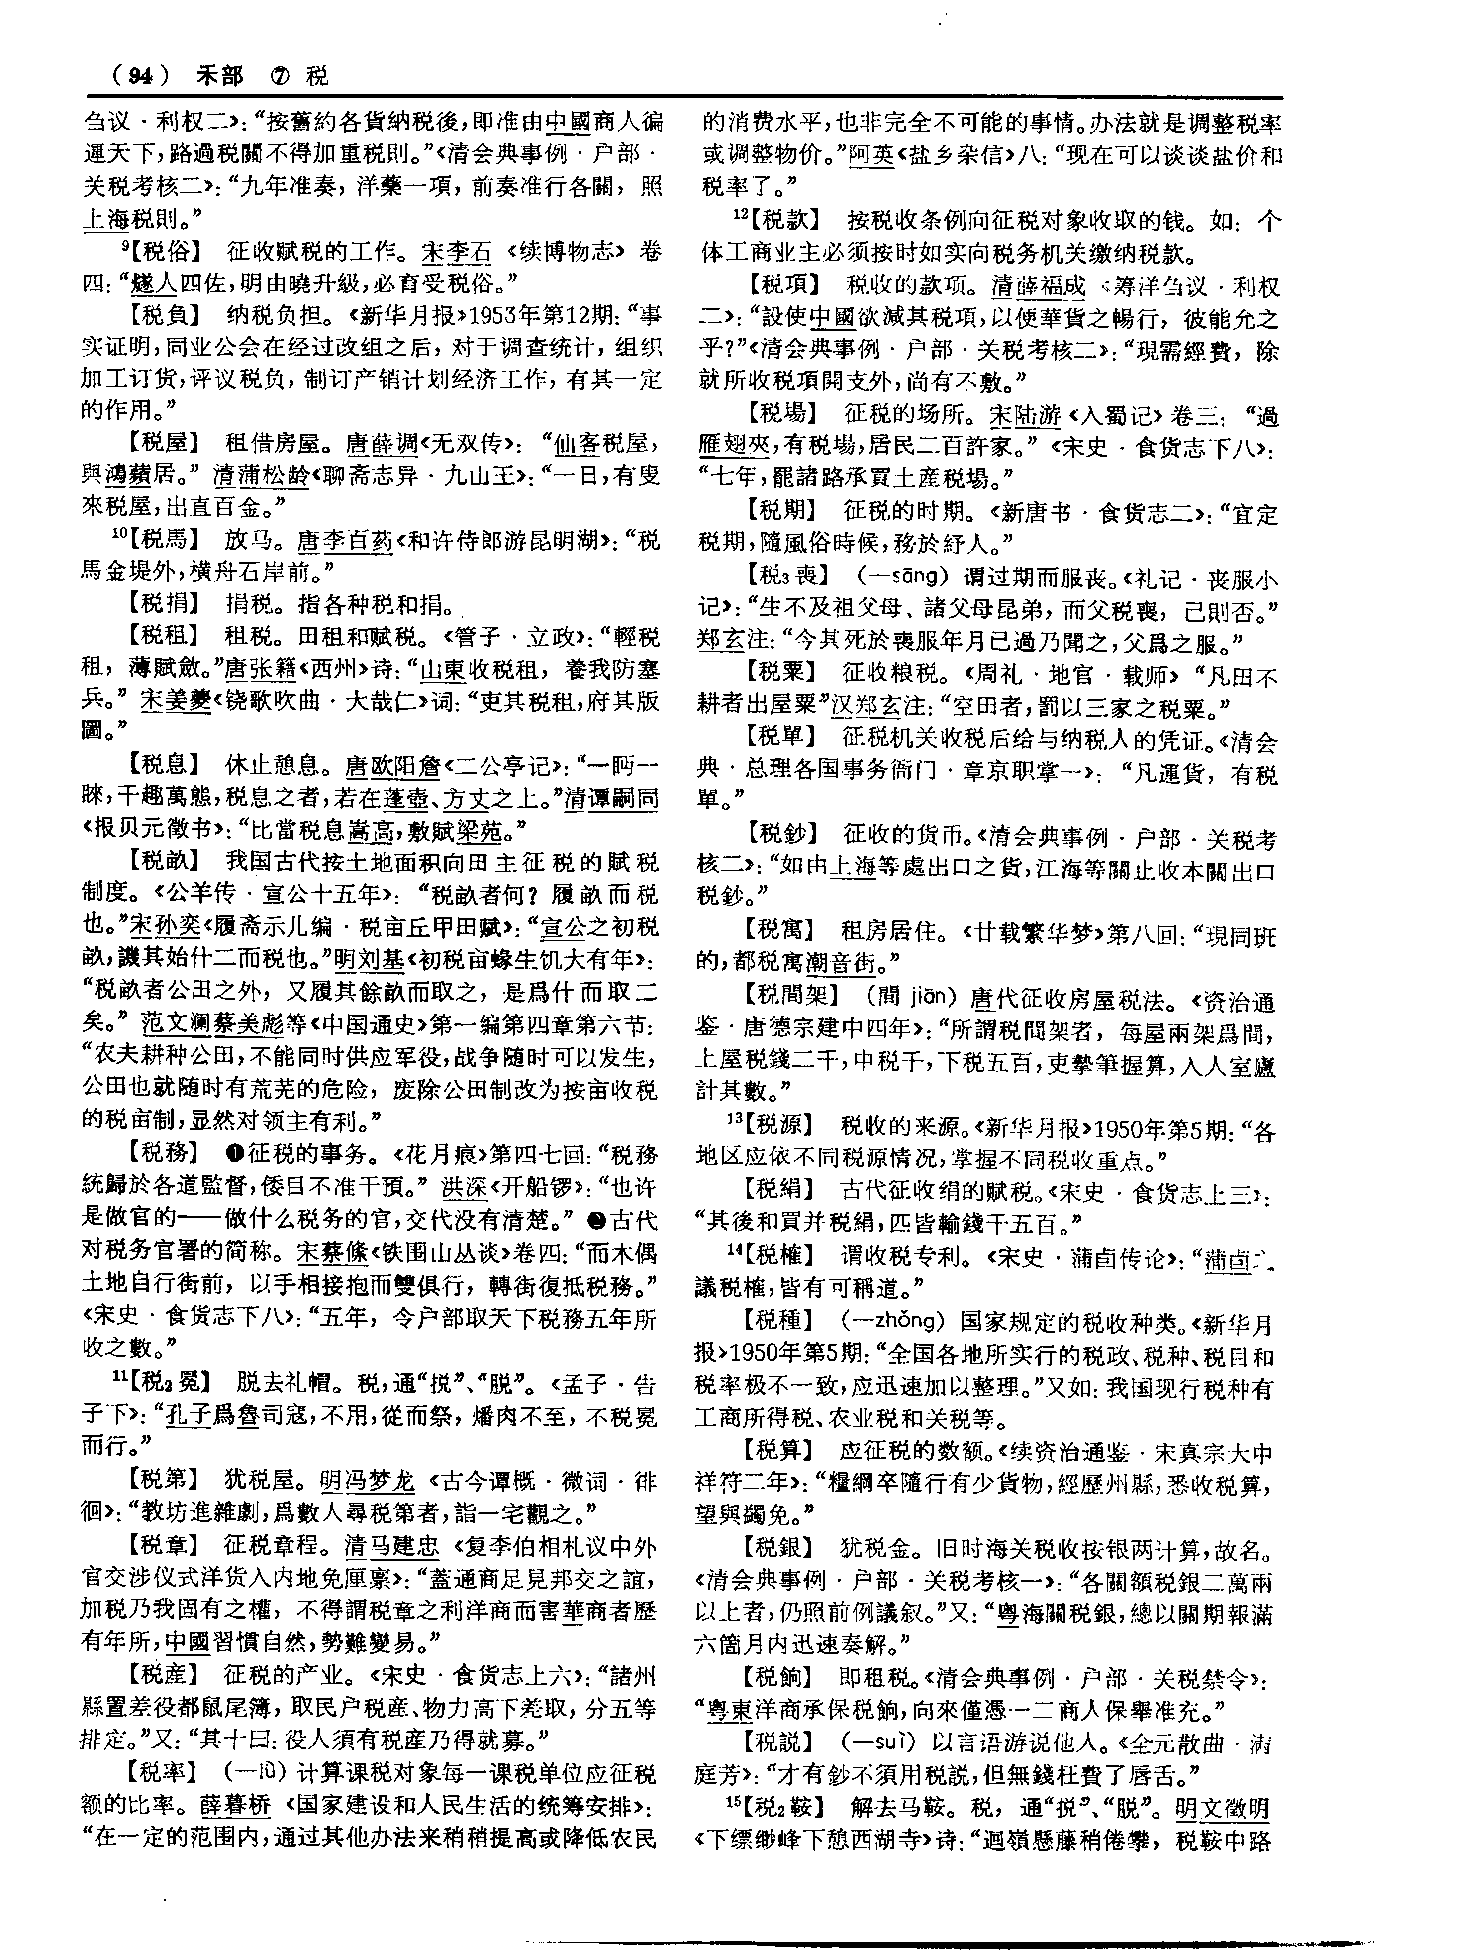 （94） 禾部 ⑦ 税
刍议·利权二》：“按舊約各貨納税後，即准由中國商人徧
運天下，路過税關不得加重税則。”《清会典事例·户部·
关税考核二》：“九年准奏，洋藥一項，前奏准行各關，照
上海税則。”
⁹【税俗】 征收赋税的工作。宋李石《续博物志》卷
四：“燧人四佐，明由曉升級，必育受税俗。”
【税負】 纳税负担。《新华月报》1953年第12期：“事
实证明，同业公会在经过改组之后，对于调查统计，组织
加工订货，评议税负，制订产销计划经济工作，有其一定
的作用。”
【税屋】 租借房屋。唐薛调《无双传》：“仙客税屋，
與鴻蘋居。”清蒲松龄《聊斋志异·九山王》：“一日，有叟
來税屋，出直百金。”
¹⁰【税馬】 放马。唐李百药《和许侍郎游昆明湖》：“税
馬金堤外，横舟石岸前。”
【税捐】 捐税。指各种税和捐。
【税租】 租税。田租和赋税。《管子·立政》：“輕税
租，薄賦斂。”唐张籍《西州》诗：“山東收税租，養我防塞
兵。”宋姜夔《铙歌吹曲·大哉仁》词：“吏其税租，府其版
圖。”
【税息】 休止憩息。唐欧阳詹《二公亭记》：“一眄一
睞，千趣萬態，税息之者，若在蓬壺、方丈之上。”清谭嗣同
《报贝元徵书》：“比當税息嵩高，敷賦梁苑。”
【税畝】 我国古代按土地面积向田主征税的赋税
制度。《公羊传·宣公十五年》：“税畝者何？履畝而税
也。”宋孙奕《履斋示儿编·税亩丘甲田赋》：“宣公之初税
畝，譏其始什二而税也。”明刘基《初税亩蝝生饥大有年》：
“税畝者公田之外，又履其餘畝而取之，是爲什而取二
矣。”范文澜蔡美彪等《中国通史》第一编第四章第六节：
“农夫耕种公田，不能同时供应军役，战争随时可以发生，
公田也就随时有荒芜的危险，废除公田制改为按亩收税
的税亩制，显然对领主有利。”
【税務】 ❶征税的事务。《花月痕》第四七回：“税務
統歸於各道監督，倭目不准干預。”洪深《开船锣》：“也许
是做官的——做什么税务的官，交代没有清楚。”❷古代
对税务官署的简称。宋蔡絛《铁围山丛谈》卷四：“而木偶
土地自行街前，以手相接抱而雙俱行，轉街復抵税務。”
《宋史·食货志下八》：“五年，令户部取天下税務五年所
收之數。”
¹¹【税₂冕】 脱去礼帽。税，通“挩”、“脱”。《孟子·告
子下》：“孔子爲魯司寇，不用，從而祭，燔肉不至，不税冕
而行。”
【税第】 犹税屋。明冯梦龙《古今谭概·微词·徘
徊》：“教坊進雜劇，爲數人尋税第者，詣一宅觀之。”
【税章】 征税章程。清马建忠《复李伯相札议中外
官交涉仪式洋货入内地免厘禀》：“蓋通商足見邦交之誼，
加税乃我固有之權，不得謂税章之利洋商而害華商者歷
有年所，中國習慣自然，勢難變易。”
【税産】 征税的产业。《宋史·食货志上六》：“諸州
縣置差役都鼠尾簿，取民户税産、物力高下差取，分五等
排定。”又：“其十曰：役人須有税産乃得就募。”
【税率】 （一lǜ）计算课税对象每一课税单位应征税
额的比率。薛暮桥《国家建设和人民生活的统筹安排》：
“在一定的范围内，通过其他办法来稍稍提高或降低农民
的消费水平，也非完全不可能的事情。办法就是调整税率
或调整物价。”阿英《盐乡杂信》八：“现在可以谈谈盐价和
税率了。”
¹²【税款】 按税收条例向征税对象收取的钱。如：个
体工商业主必须按时如实向税务机关缴纳税款。
【税項】 税收的款项。清薛福成《筹洋刍议·利权
二》：“設使中國欲減其税項，以便華貨之暢行，彼能允之
乎？”《清会典事例·户部·关税考核二》：“現需經費，除
就所收税項開支外，尚有不敷。”
【税場】 征税的场所。宋陆游《入蜀记》卷三：“過
雁翅夾，有税場，居民二百許家。”《宋史·食货志下八》：
“七年，罷諸路承買土産税場。”
【税期】 征税的时期。《新唐书·食货志二》：“宜定
税期，隨風俗時候，務於紓人。”
【税₃喪】 （一sāng）谓过期而服丧。《礼记·丧服小
记》：“生不及祖父母、諸父母昆弟，而父税喪，己則否。”
郑玄注：“今其死於喪服年月已過乃聞之，父爲之服。”
【税粟】 征收粮税。《周礼·地官·载师》“凡田不
耕者出屋粟”汉郑玄注：“空田者，罰以三家之税粟。”
【税單】 征税机关收税后给与纳税人的凭证。《清会
典·总理各国事务衙门·章京职掌一》：“凡運貨，有税
單。”
【税鈔】 征收的货币。《清会典事例·户部·关税考
核二》：“如由上海等處出口之貨，江海等關止收本關出口
税鈔。”
【税寓】 租房居住。《廿载繁华梦》第八回：“現同班
的，都税寓潮音街。”
【税間架】 （間 jiān）唐代征收房屋税法。《资治通
鉴·唐德宗建中四年》：“所謂税間架者，每屋兩架爲間，
上屋税錢二千，中税千，下税五百，吏執筆握算，入人室廬
計其數。”
¹³【税源】 税收的来源。《新华月报》1950年第5期：“各
地区应依不同税源情况，掌握不同税收重点。”
【税絹】 古代征收绢的赋税。《宋史·食货志上三》：
“其後和買并税絹，匹皆輸錢千五百。”
¹⁴【税榷】 谓收税专利。《宋史·蒲卣传论》：“蒲卣之
議税榷，皆有可稱道。”
【税種】 （一zhǒng）国家规定的税收种类。《新华月
报》1950年第5期：“全国各地所实行的税政、税种、税目和
税率极不一致，应迅速加以整理。”又如：我国现行税种有
工商所得税、农业税和关税等。
【税算】 应征税的数额。《续资治通鉴·宋真宗大中
祥符二年》：“糧綱卒隨行有少貨物，經歷州縣，悉收税算，
望與蠲免。”
【税銀】 犹税金。旧时海关税收按银两计算，故名。
《清会典事例·户部·关税考核一》：“各關額税銀二萬兩
以上者，仍照前例議叙。”又：“粤海關税銀，總以關期報滿
六箇月内迅速奏解。”
【税餉】 即租税。《清会典事例·户部·关税禁令》：
“粤東洋商承保税餉，向來僅憑一二商人保舉准充。”
【税説】 （一suì）以言语游说他人。《全元散曲·满
庭芳》：“才有鈔不須用税説，但無錢枉費了唇舌。”
¹⁵【税₂鞍】 解去马鞍。税，通“挩”、“脱”。明文徵明
《下缥缈峰下憩西湖寺》诗：“迴嶺懸藤稍倦攀，税鞍中路